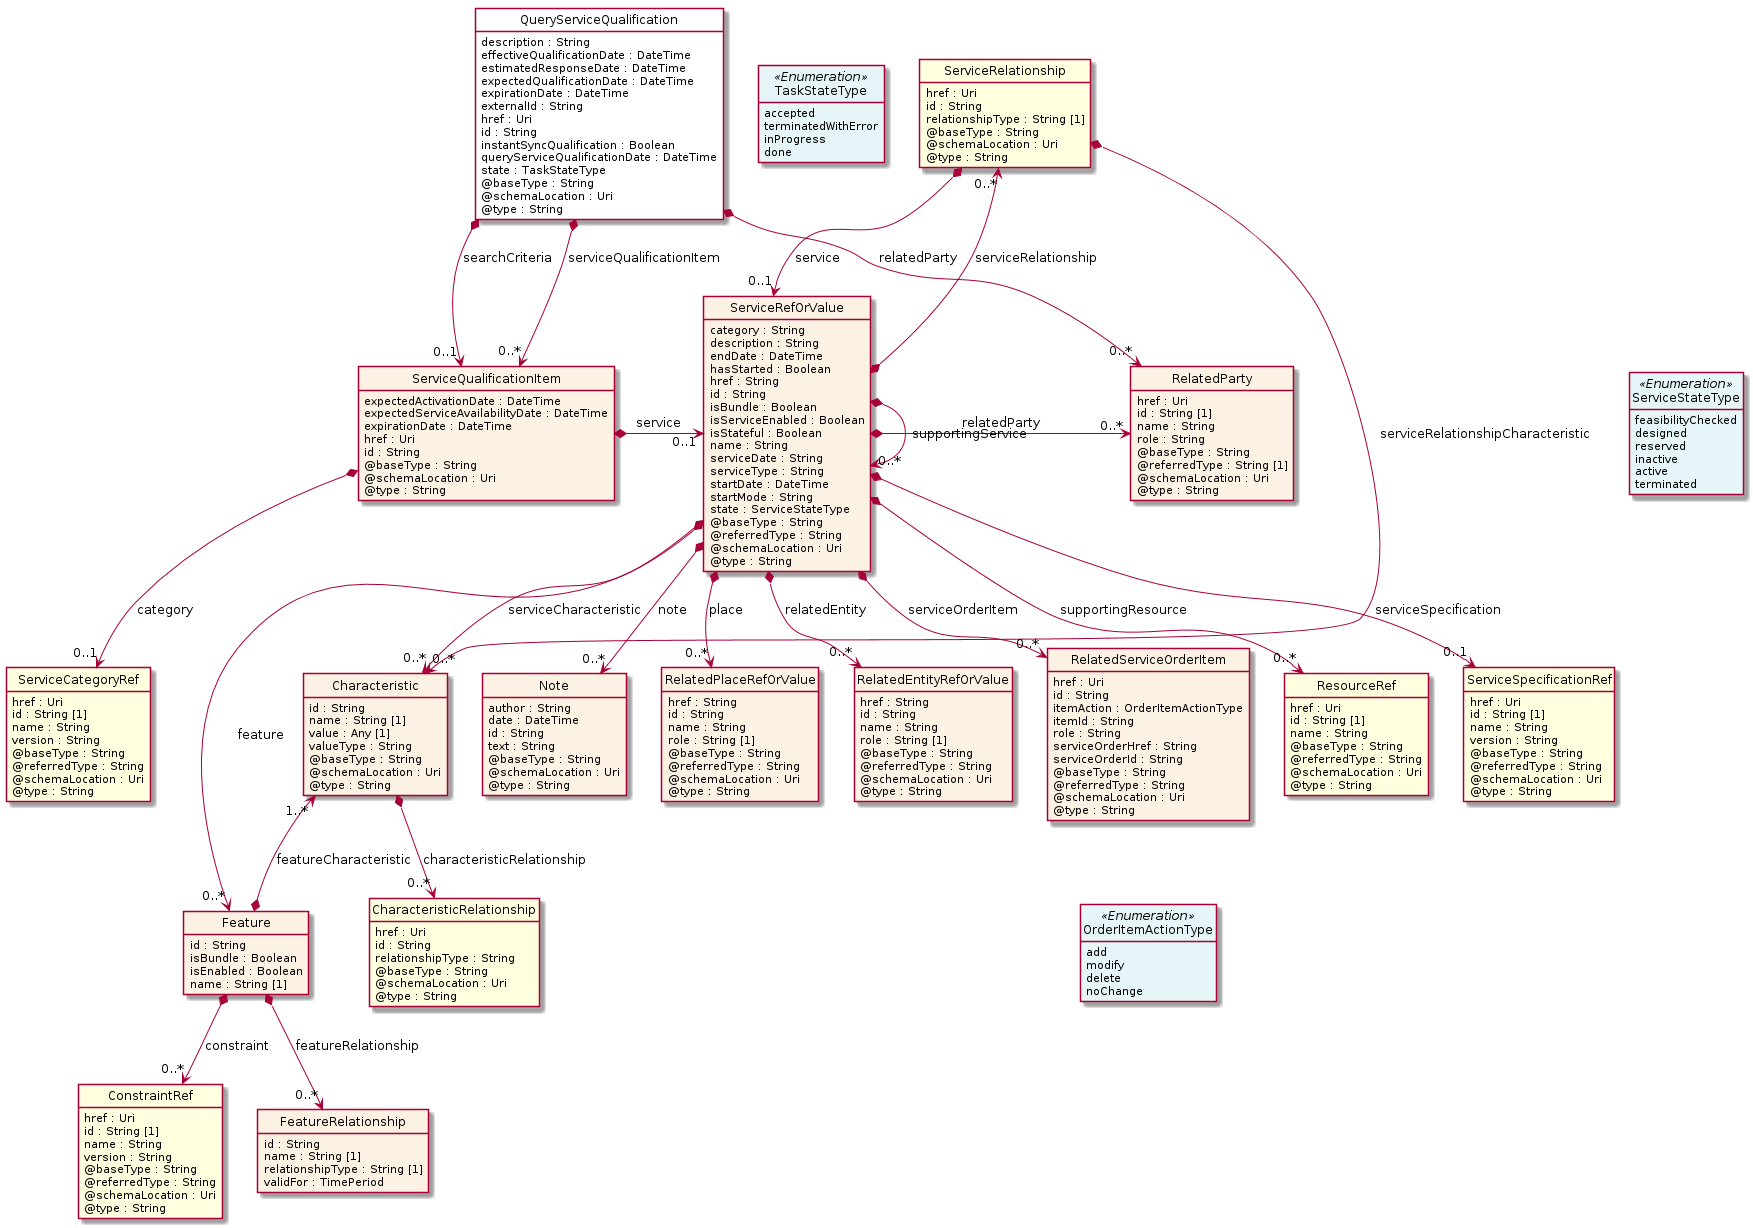 QueryServiceQualification
description : String
effectiveQualificationDate : DateTime
estimatedResponseDate : DateTime
expectedQualificationDate : DateTime
expirationDate : DateTime
externalId : String
href : Uri
id : String
instantSyncQualification : Boolean
queryServiceQualificationDate : DateTime
state : TaskStateType
@baseType : String
@schemaLocation : Uri
@type : String
«Enumeration»
TaskStateType
accepted
terminatedWithError
inProgress
done
ServiceRelationship
href : Uri
id : String
relationshipType : String [1]
@baseType : String
@schemaLocation : Uri
@type : String
0..*
searchCriteria
serviceQualificationItem
service
relatedParty
serviceRelationship
0..1
0..1
0..*
0..*
ServiceQualificationItem
expectedActivationDate : DateTime
expectedServiceAvailabilityDate : DateTime
expirationDate : DateTime
href : Uri
id : String
@baseType : String
@schemaLocation : Uri
@type : String
service
0..1
ServiceRefOrValue
category : String
description : String
endDate : DateTime
hasStarted : Boolean
href : String
id : String
isBundle : Boolean
isServiceEnabled : Boolean
isStateful : Boolean
name : String
serviceDate : String
serviceType : String
startDate : DateTime
startMode : String
state : ServiceStateType
@baseType : String
@referredType : String
@schemaLocation : Uri
@type : String
relatedParty
0..*
supportingService
0..*
RelatedParty
href : Uri
id : String [1]
name : String
role : String
@baseType : String
@referredType : String [1]
@schemaLocation : Uri
@type : String
serviceRelationshipCharacteristic
«Enumeration»
ServiceStateType
feasibilityChecked
designed
reserved
inactive
active
terminated
category
serviceCharacteristic
note
place
relatedEntity
serviceOrderItem
supportingResource
serviceSpecification
0..1
0..*
0..*
0..*
0..*
0..*
0..*
0..*
0..1
ServiceCategoryRef
href : Uri
id : String [1]
name : String
version : String
@baseType : String
@referredType : String
@schemaLocation : Uri
@type : String
feature
Characteristic
id : String
name : String [1]
value : Any [1]
valueType : String
@baseType : String
@schemaLocation : Uri
@type : String
Note
author : String
date : DateTime
id : String
text : String
@baseType : String
@schemaLocation : Uri
@type : String
RelatedPlaceRefOrValue
href : String
id : String
name : String
role : String [1]
@baseType : String
@referredType : String
@schemaLocation : Uri
@type : String
RelatedEntityRefOrValue
href : String
id : String
name : String
role : String [1]
@baseType : String
@referredType : String
@schemaLocation : Uri
@type : String
RelatedServiceOrderItem
href : Uri
id : String
itemAction : OrderItemActionType
itemId : String
role : String
serviceOrderHref : String
serviceOrderId : String
@baseType : String
@referredType : String
@schemaLocation : Uri
@type : String
ResourceRef
href : Uri
id : String [1]
name : String
@baseType : String
@referredType : String
@schemaLocation : Uri
@type : String
ServiceSpecificationRef
href : Uri
id : String [1]
name : String
version : String
@baseType : String
@referredType : String
@schemaLocation : Uri
@type : String
1..*
featureCharacteristic
characteristicRelationship
0..*
0..*
Feature
id : String
isBundle : Boolean
isEnabled : Boolean
name : String [1]
CharacteristicRelationship
href : Uri
id : String
relationshipType : String
@baseType : String
@schemaLocation : Uri
@type : String
«Enumeration»
OrderItemActionType
add
modify
delete
noChange
constraint
featureRelationship
0..*
0..*
ConstraintRef
href : Uri
id : String [1]
name : String
version : String
@baseType : String
@referredType : String
@schemaLocation : Uri
@type : String
FeatureRelationship
id : String
name : String [1]
relationshipType : String [1]
validFor : TimePeriod